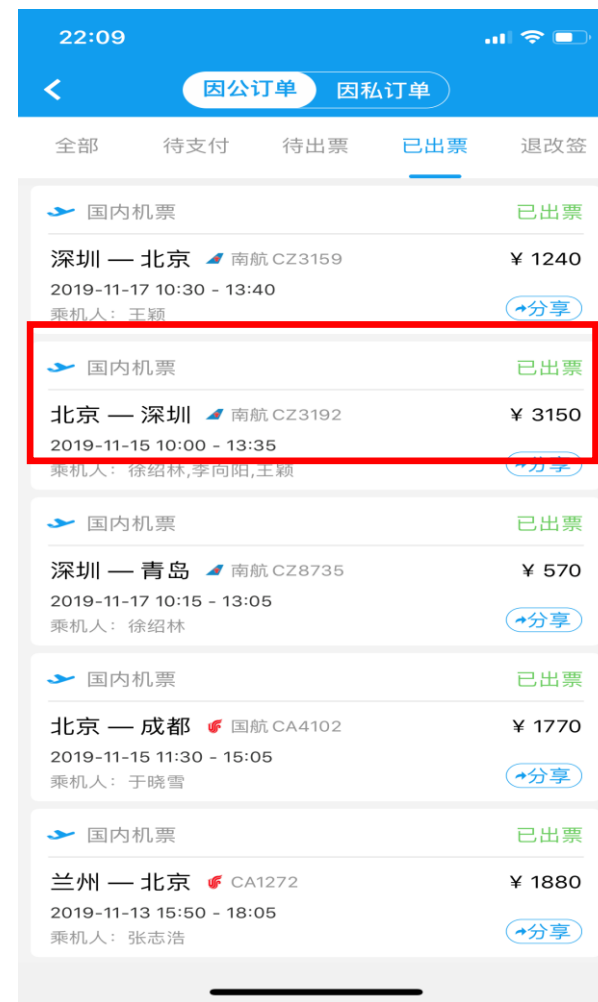 22:09
因公订单 因私订单
全部 待支付 待出票 已出票 退改签
国内机票 已出票
深圳 — 北京 南航 CZ3159 ¥ 1240
2019-11-17 10:30 - 13:40
乘机人: 王颖 分享
国内机票 已出票
北京 — 深圳 南航 CZ3192 ¥ 3150
2019-11-15 10:00 - 13:35
乘机人: 徐绍林,李向阳,王颖 分享
国内机票 已出票
深圳 — 青岛 南航 CZ8735 ¥ 570
2019-11-17 10:15 - 13:05
乘机人: 徐绍林 分享
国内机票 已出票
北京 — 成都 国航 CA4102 ¥ 1770
2019-11-15 11:30 - 15:05
乘机人: 于晓雪 分享
国内机票 已出票
兰州 — 北京 CA1272 ¥ 1880
2019-11-13 15:50 - 18:05
乘机人: 张志浩 分享